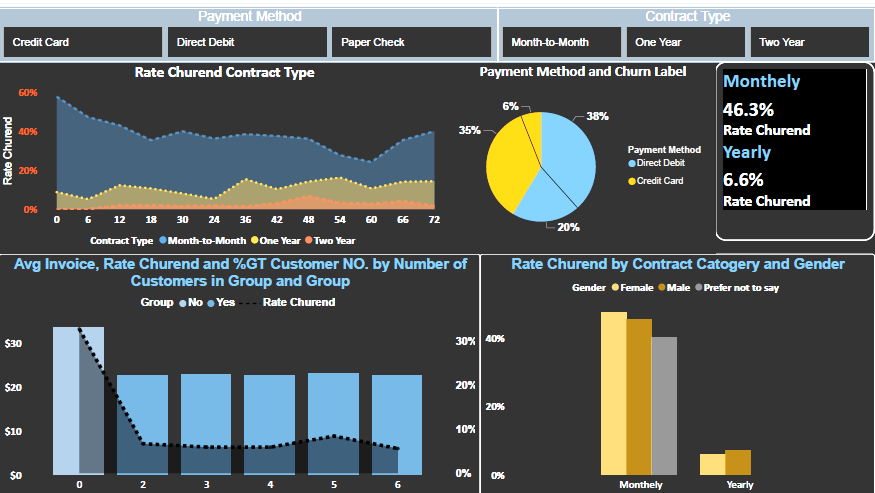 Payment Method
Contract Type
Credit Card
Direct Debit
Paper Check
Month-to-Month
One Year
Two Year
Rate Churend Contract Type
60%
40%
20%
0%
Rate Churend
0 6 12 18 30 24 36 42 48 54 60 66 72
Contract Type Month-to-Month One Year Two Year
Payment Method and Churn Label
6%
38%
35%
20%
Payment Method
Direct Debit
Credit Card
Monthely
46.3%
Rate Churend
Yearly
6.6%
Rate Churend
Avg Invoice, Rate Churend and %GT Customer NO. by Number of
Customers in Group and Group
Group No Yes Rate Churend
$30
$20
$10
$0
30%
20%
10%
0%
0 2 3 4 5 6
Rate Churend by Contract Catogery and Gender
Gender Female Male Prefer not to say
40%
20%
0%
Monthely Yearly